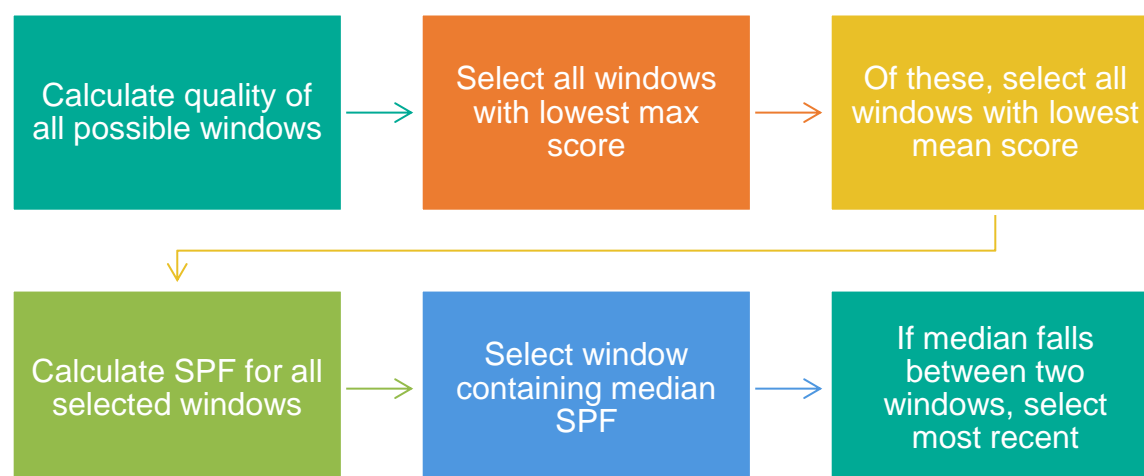 Calculate quality of
all possible windows
Select all windows
with lowest max
score
Of these, select all
windows with lowest
mean score
Calculate SPF for all
selected windows
Select window
containing median
SPF
If median falls
between two
windows, select
most recent